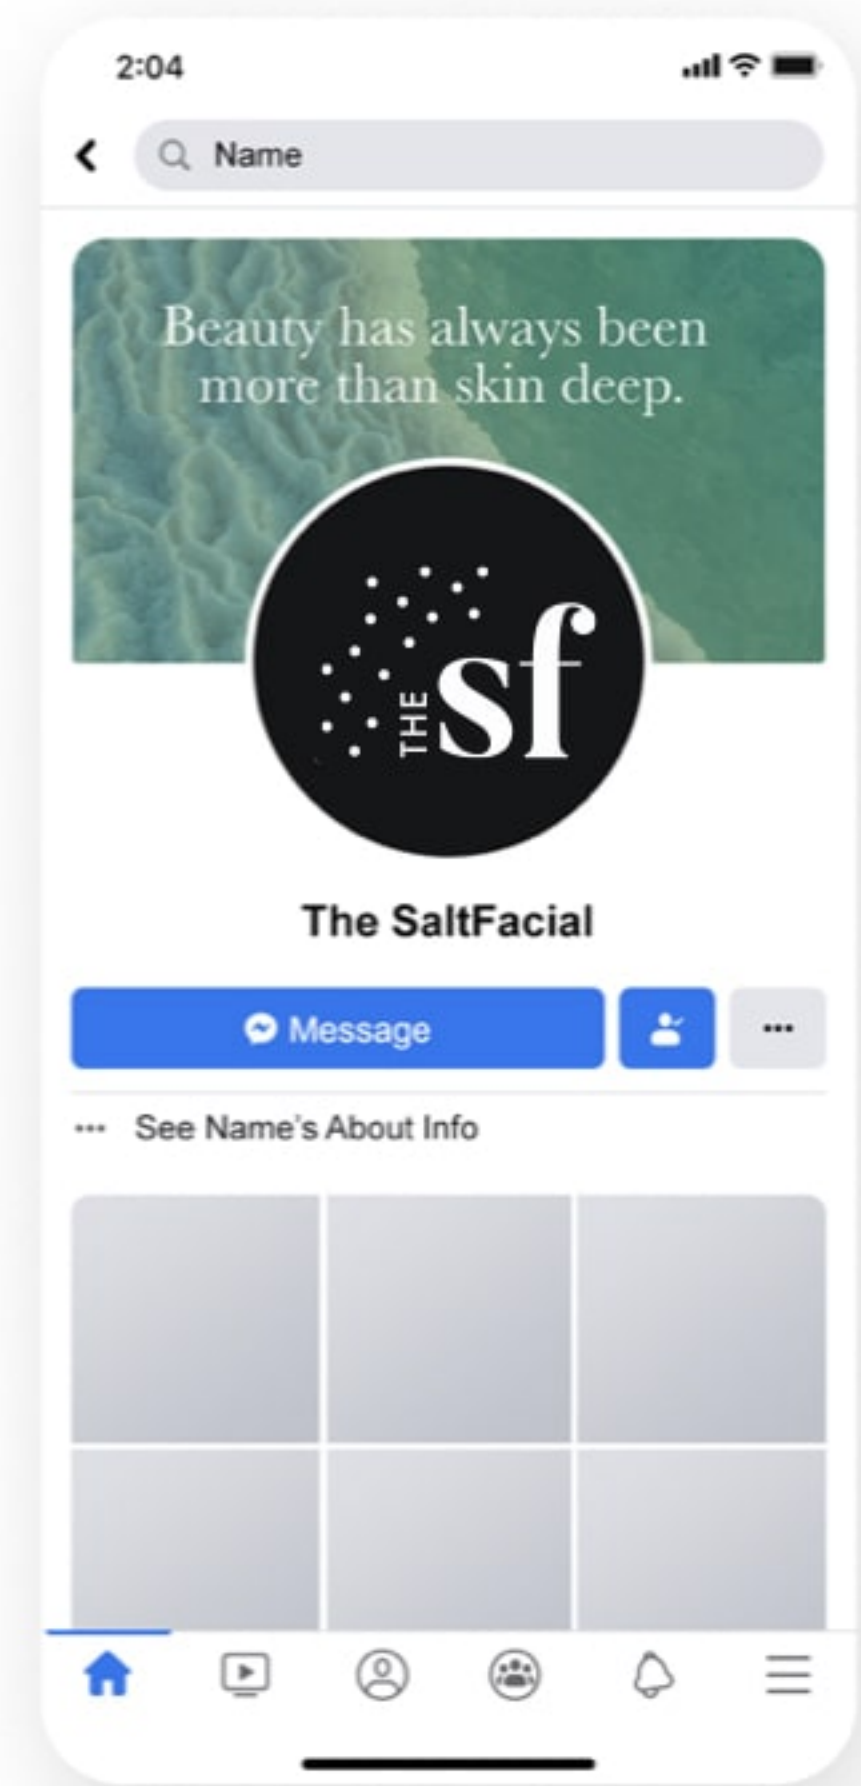 2:04
Name
Beauty has always been
more than skin deep.
THE sf
The SaltFacial
Message
See Name's About Info